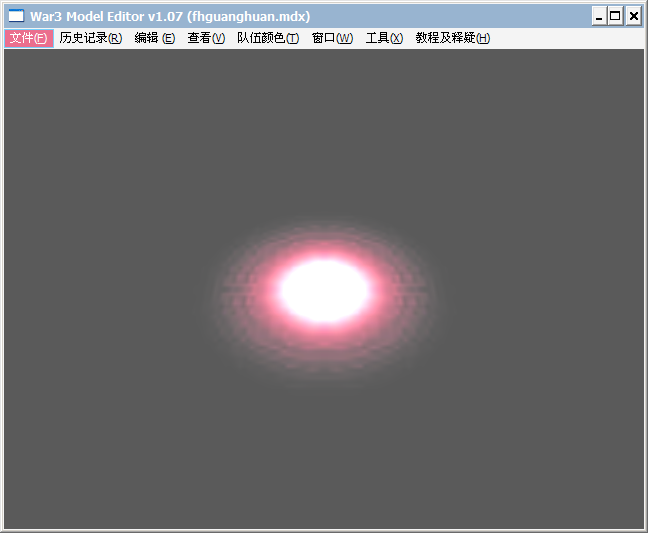 War3 Model Editor v1.07 (fhguanghuan.mdx)
文件(F) 历史记录(R) 编辑 (E) 查看(V) 队伍颜色(T) 窗口(W) 工具(X) 教程及释疑(H)